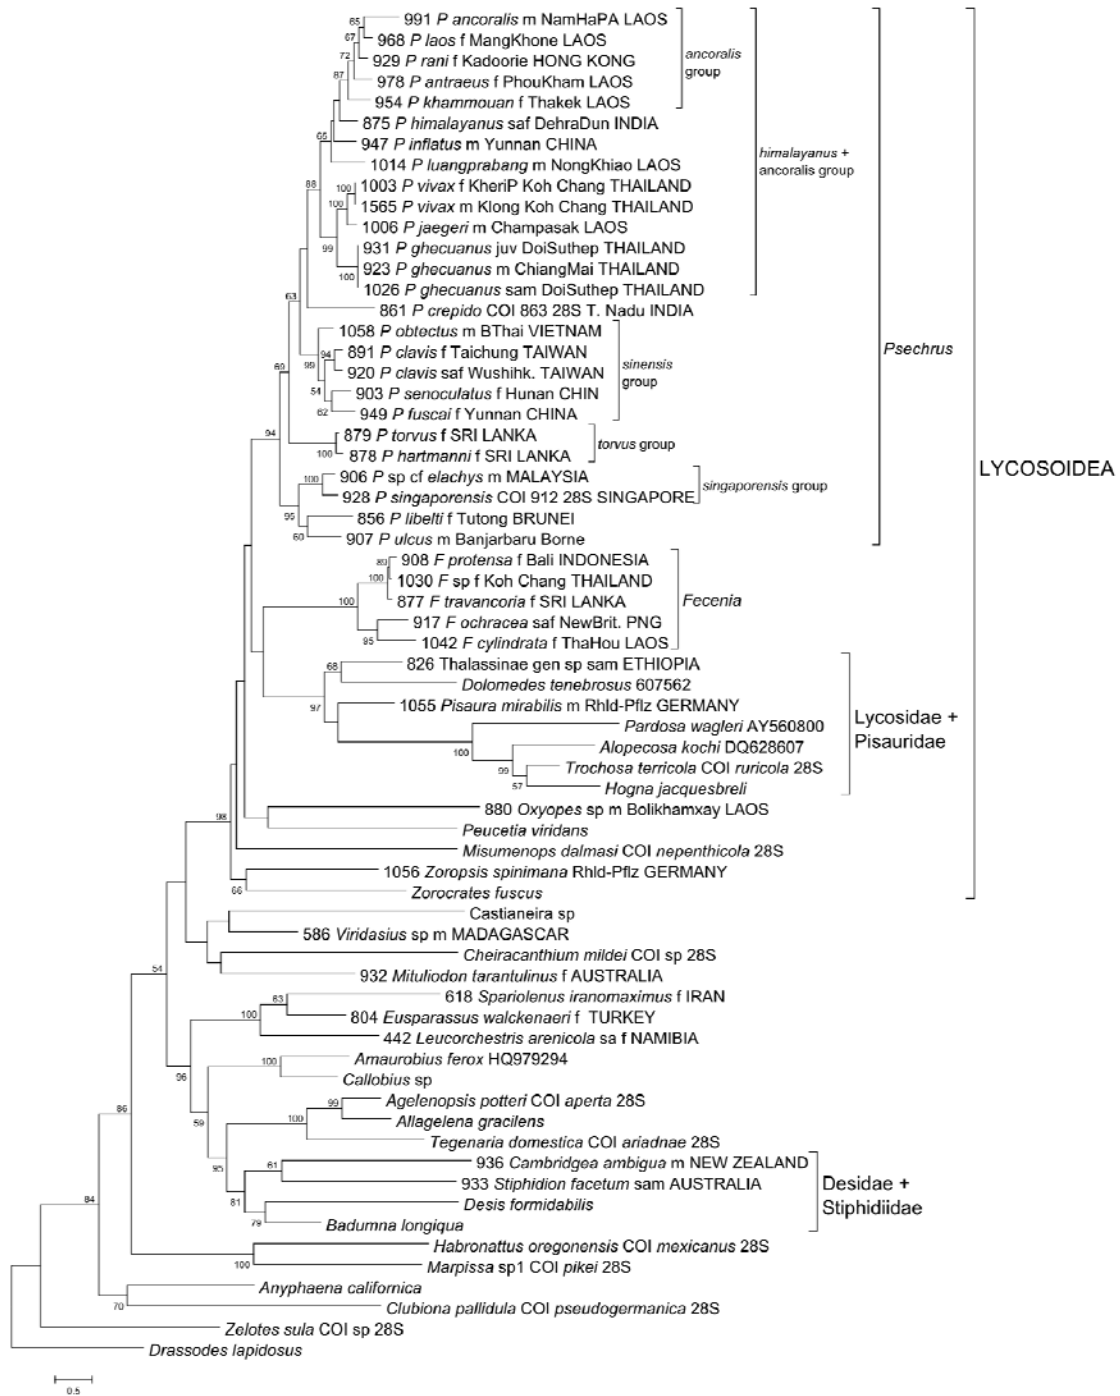 991 P ancoralis m NamHaPA LAOS
968 P laos f MangKhone LAOS
929 P rani f Kadoorie HONG KONG
978 P antraeus f PhouKham LAOS
954 P khammouan f Thakek LAOS
ancoralis
group
875 P himalayanus saf DehraDun INDIA
947 P inflatus m Yunnan CHINA
1014 P luangprabang m NongKhiao LAOS
1003 P vivax f KheriP Koh Chang THAILAND
1565 P vivax m Klong Koh Chang THAILAND
1006 P jaegeri m Champasak LAOS
931 P ghecuanus juv DoiSuthep THAILAND
923 P ghecuanus m ChiangMai THAILAND
1026 P ghecuanus sam DoiSuthep THAILAND
himalayanus +
ancoralis group
861 P crepido COI 863 28S T. Nadu INDIA
1058 P obtectus m BThai VIETNAM
891 P clavis f Taichung TAIWAN
920 P clavis saf Wushihk. TAIWAN
903 P senoculatus f Hunan CHIN
949 P fuscai f Yunnan CHINA
sinensis
group
879 P torvus f SRI LANKA
878 P hartmanni f SRI LANKA
torvus group
906 P sp cf elachys m MALAYSIA
928 P singaporensis COI 912 28S SINGAPORE
singaporensis group
856 P libelti f Tutong BRUNEI
907 P ulcus m Banjarbaru Borne
Psechrus
908 F protensa f Bali INDONESIA
1030 F sp f Koh Chang THAILAND
877 F travancoria f SRI LANKA
917 F ochracea saf NewBrit. PNG
1042 F cylindrata f ThaHou LAOS
Fecenia
826 Thalassinae gen sp sam ETHIOPIA
Dolomedes tenebrosus 607562
1055 Pisaura mirabilis m Rhld-Pflz GERMANY
Pardosa wagleri AY560800
Alopecosa kochi DQ628607
Trochosa terricola COI ruricola 28S
Hogna jacquesbreli
Lycosidae +
Pisauridae
880 Oxyopes sp m Bolikhamxay LAOS
Peucetia viridans
Misumenops dalmasi COI nepenthicola 28S
1056 Zoropsis spinimana Rhld-Pflz GERMANY
Zorocrates fuscus
LYCOSOIDEA
Castianeira sp
586 Viridasius sp m MADAGASCAR
Cheiracanthium mildei COI sp 28S
932 Mituliodon tarantulinus f AUSTRALIA
618 Spariolenus iranomaximus f IRAN
804 Eusparassus walckenaeri f TURKEY
442 Leucorchestris arenicola sa f NAMIBIA
Amaurobius ferox HQ979294
Callobius sp
Agelenopsis potteri COI aperta 28S
Allagelena gracilens
Tegenaria domestica COI ariadnae 28S
936 Cambridgea ambigua m NEW ZEALAND
933 Stiphidion facetum sam AUSTRALIA
Desis formidabilis
Badumna longiqua
Desidae +
Stiphidiidae
Habronattus oregonensis COI mexicanus 28S
Marpissa sp1 COI pikei 28S
Anyphaena californica
Clubiona pallidula COI pseudogermanica 28S
Zelotes sula COI sp 28S
Drassodes lapidosus
65
67
72
87
65
88
100
100
99
100
63
94
99
54
62
69
100
94
100
95
60
89
100
100
95
68
97
100
99
57
98
66
54
63
100
96
100
59
99
100
95
61
81
79
86
100
84
70
0.5